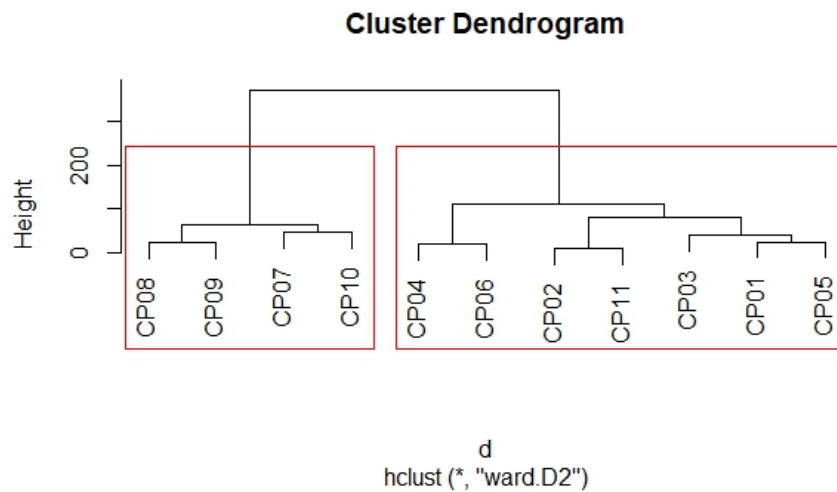 Cluster Dendrogram
Height
0
200
CP08
CP09
CP07
CP10
CP04
CP06
CP02
CP11
CP03
CP01
CP05
d
hclust (*, "ward.D2")